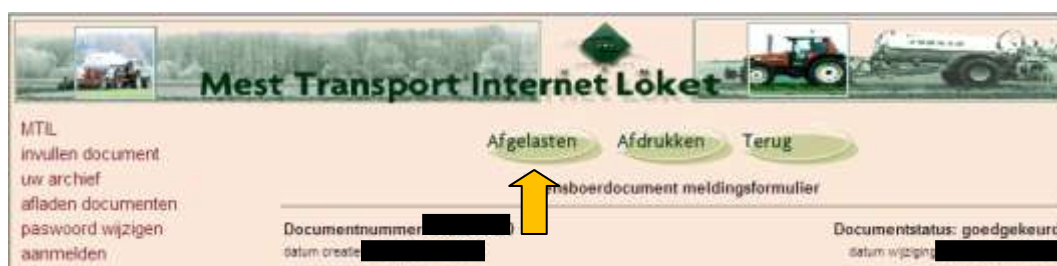 Mest Transport Internet Loket
MTIL
invullen document
uw archief
afladen documenten
paswoord wijzigen
aanmelden
Afgelasten Afdrukken Terug
meldingsformulier
Documentnummer Documentstatus: goedgekeurd
datum creatie datum wijziging